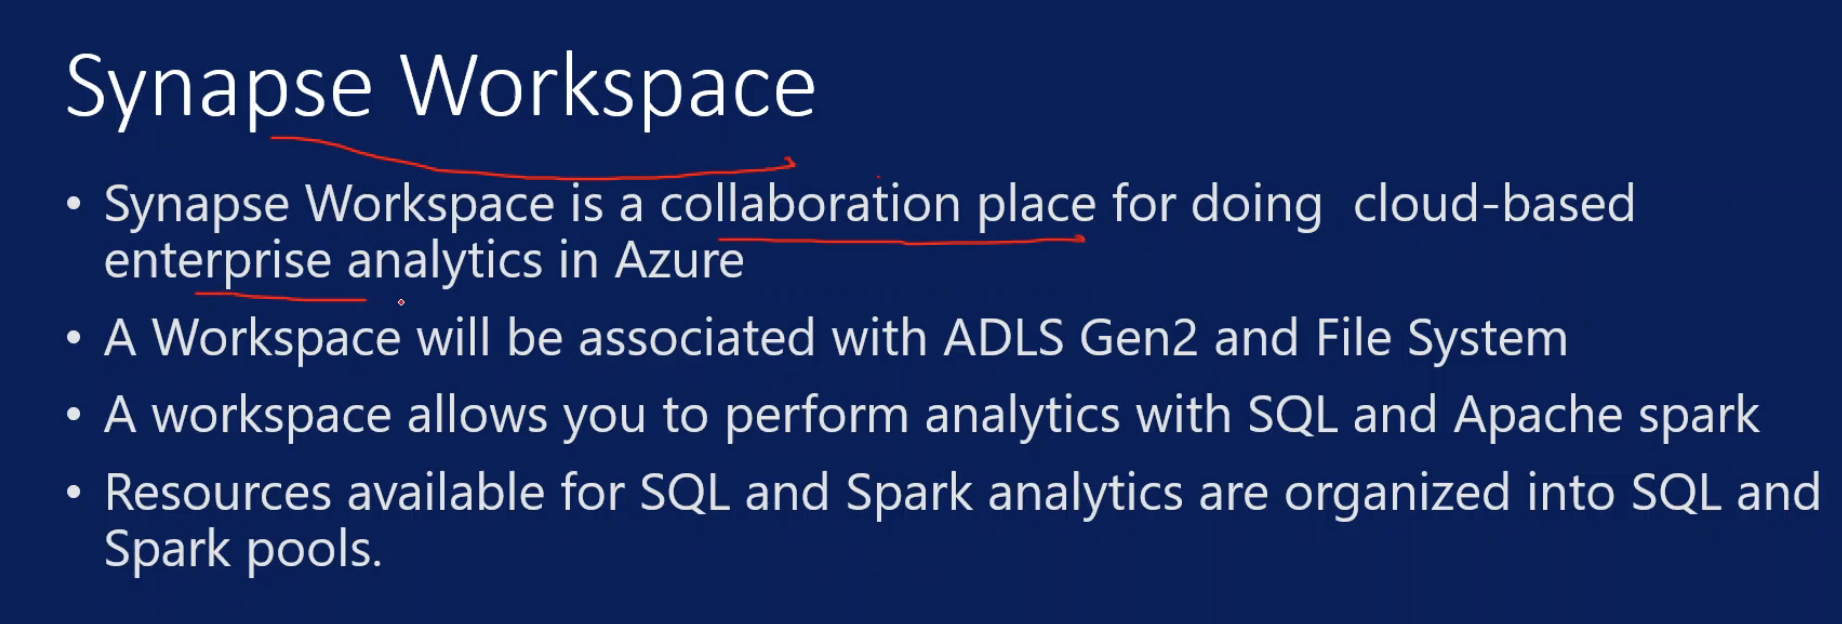 Synapse Workspace
• Synapse Workspace is a collaboration place for doing  cloud-based
enterprise analytics in Azure
• A Workspace will be associated with ADLS Gen2 and File System
• A workspace allows you to perform analytics with SQL and Apache spark
• Resources available for SQL and Spark analytics are organized into SQL and
Spark pools.